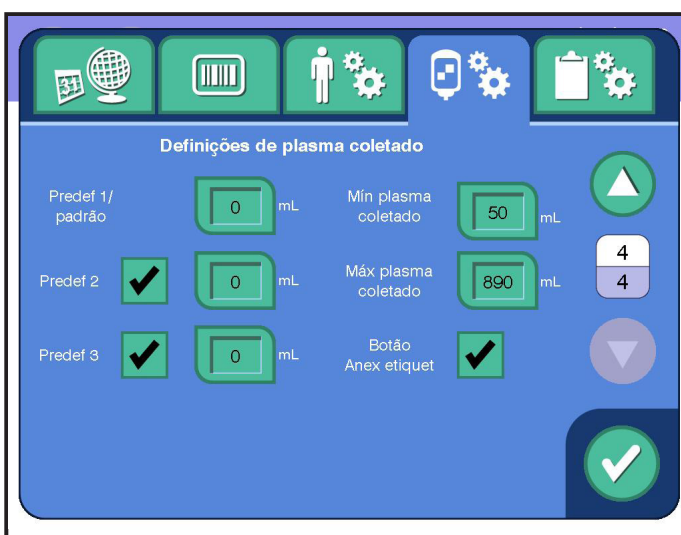 31
Definições de plasma coletado
Predef 1/
padrão
0
mL
Mín plasma
coletado
50
mL
Predef 2
0
mL
Máx plasma
coletado
890
mL
Predef 3
0
mL
Botão
Anex etiquet
4
4